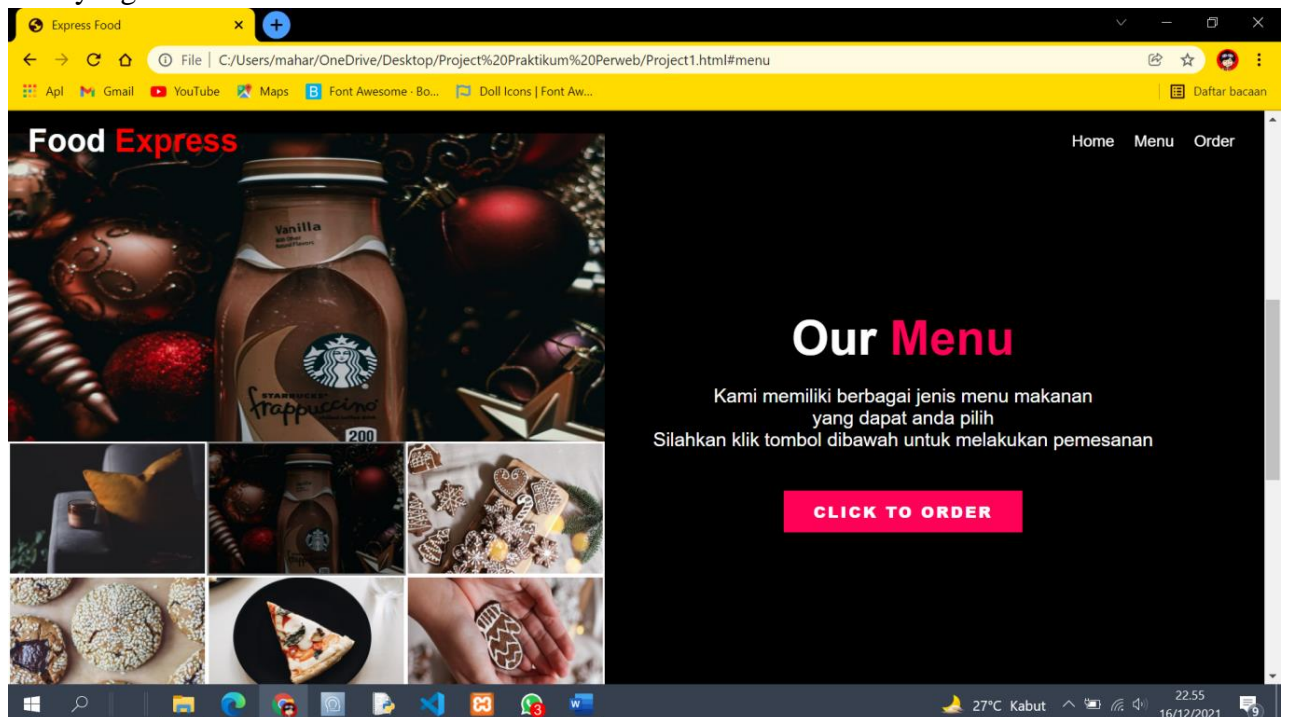 Express Food
File | C:/Users/mahar/OneDrive/Desktop/Project%20Praktikum%20Perweb/Project1.html#menu
Apl Gmail YouTube Maps Font Awesome · Bo... Doll Icons | Font Aw... Daftar bacaan
Food Express
Home Menu Order
Vanilla
STARBUCKS
frappuccino
200
Our Menu
Kami memiliki berbagai jenis menu makanan
yang dapat anda pilih
Silahkan klik tombol dibawah untuk melakukan pemesanan
CLICK TO ORDER
27°C Kabut
22.55
16/12/2021